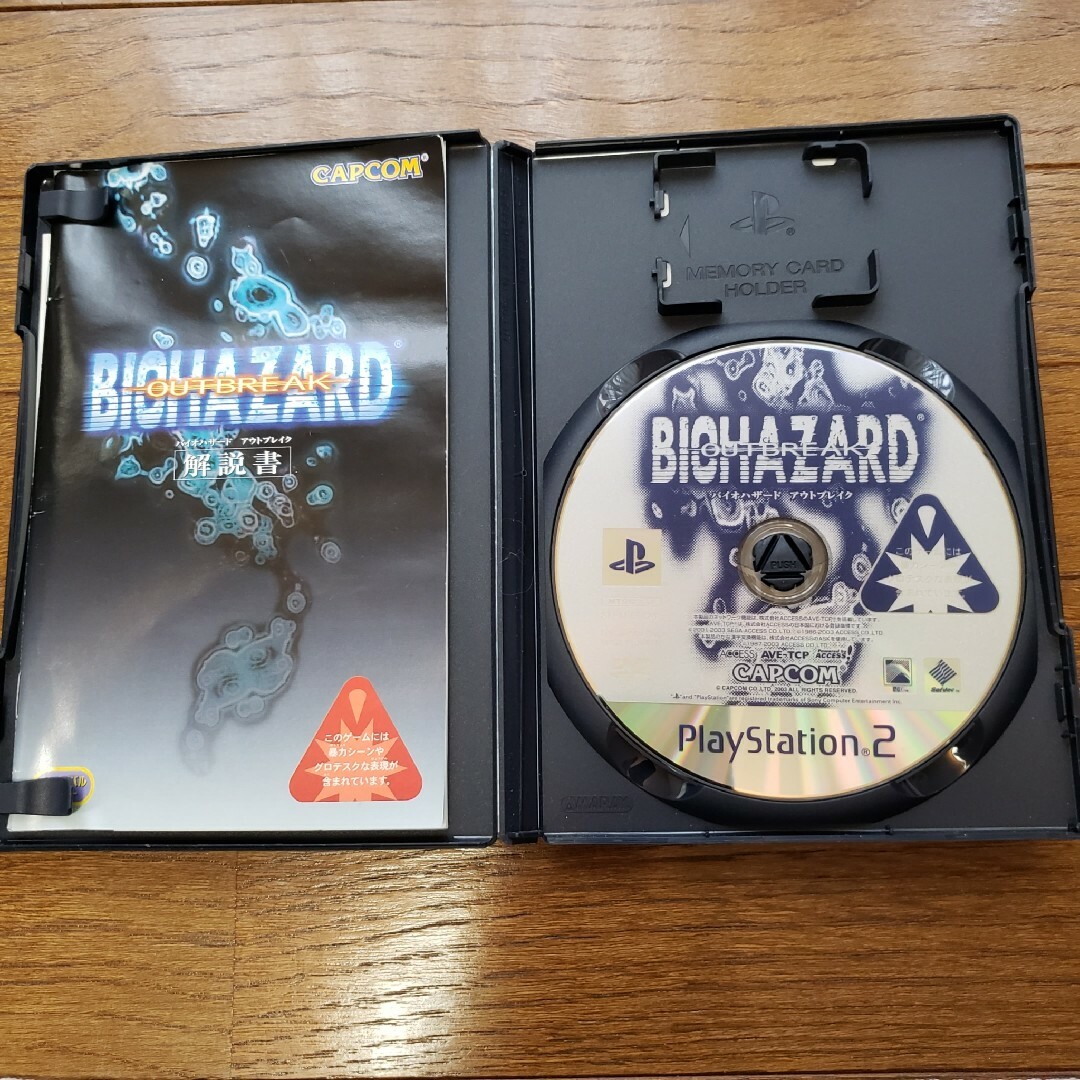 CAPCOM®
BIOHAZARD®
OUTBREAK
バイオハザード アウトブレイク
解説書
このゲームには
暴力シーンや
グロテスクな表現が
含まれています。
MEMORY CARD
HOLDER
BIOHAZARD®
OUTBREAK
バイオハザード アウトブレイク
PUSH
ACCESS AVE-TCP
CAPCOM
© CAPCOM CO., LTD. 2003 ALL RIGHTS RESERVED.
PlayStation®2